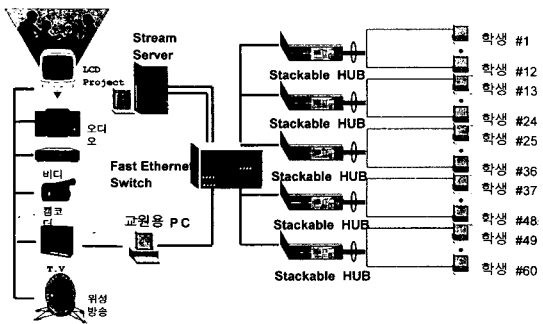 LCD
Project
오디
오
비디
캠코
더
T.V
위성
방송
Stream
Server
Fast Ethernet
Switch
교원용 PC
Stackable HUB
Stackable HUB
Stackable HUB
Stackable HUB
Stackable HUB
학생 #1
학생 #12
학생 #13
학생 #24
학생 #25
학생 #36
학생 #37
학생 #48
학생 #49
학생 #60